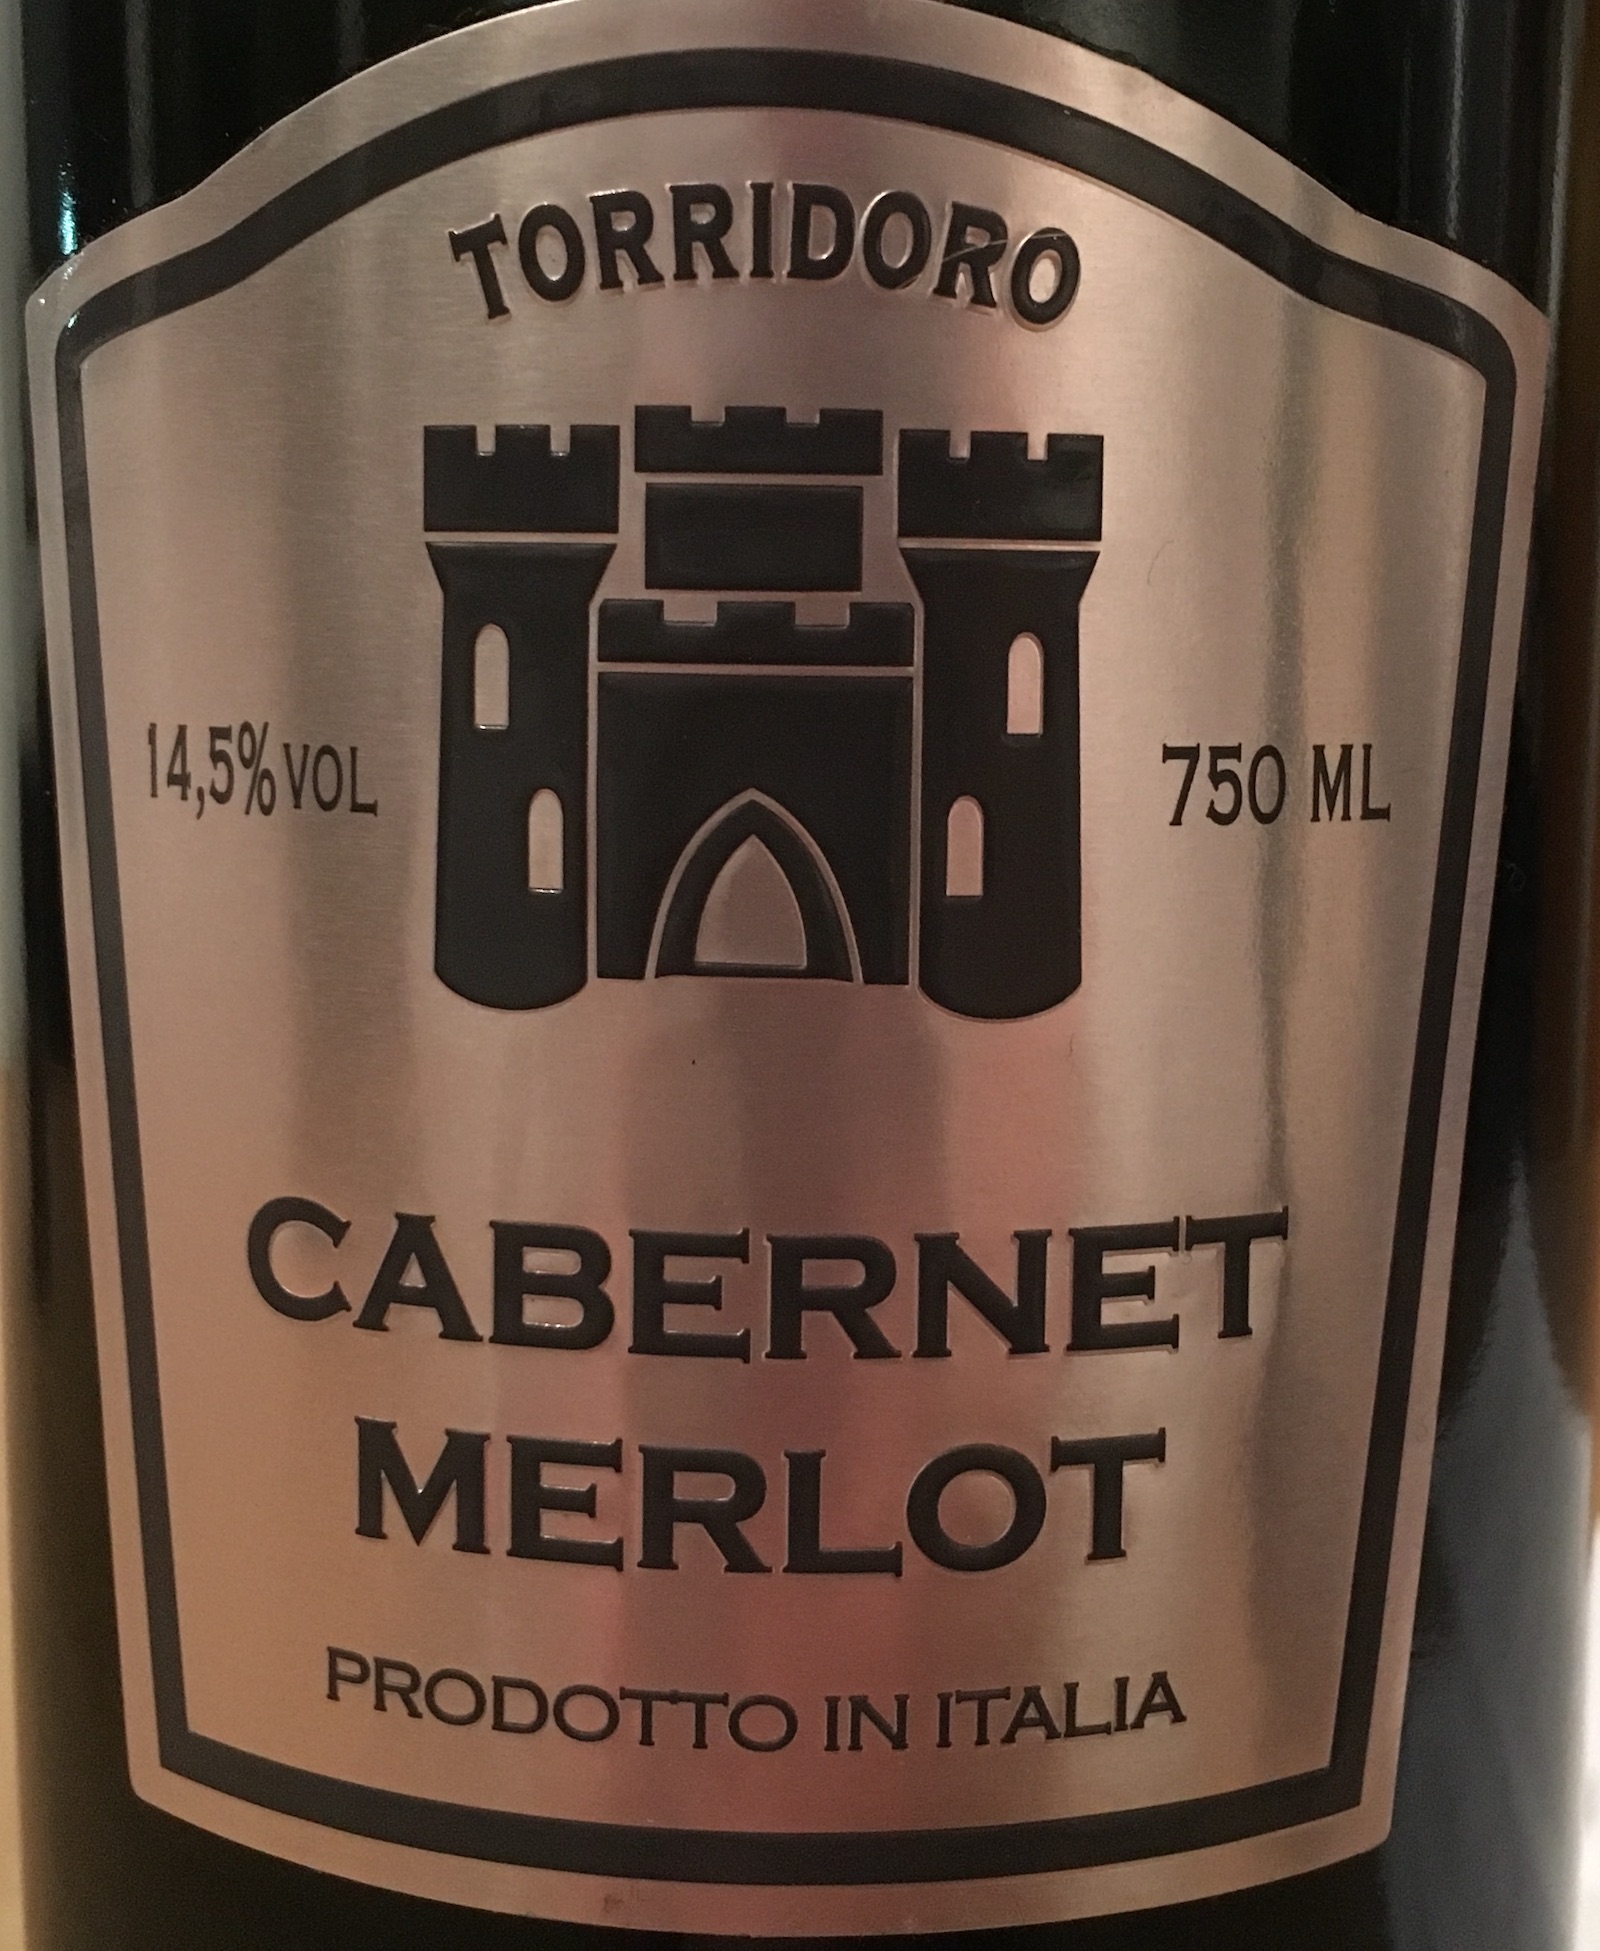 TORRIDORO
14,5% VOL
750 ML
CABERNET
MERLOT
PRODOTTO IN ITALIA